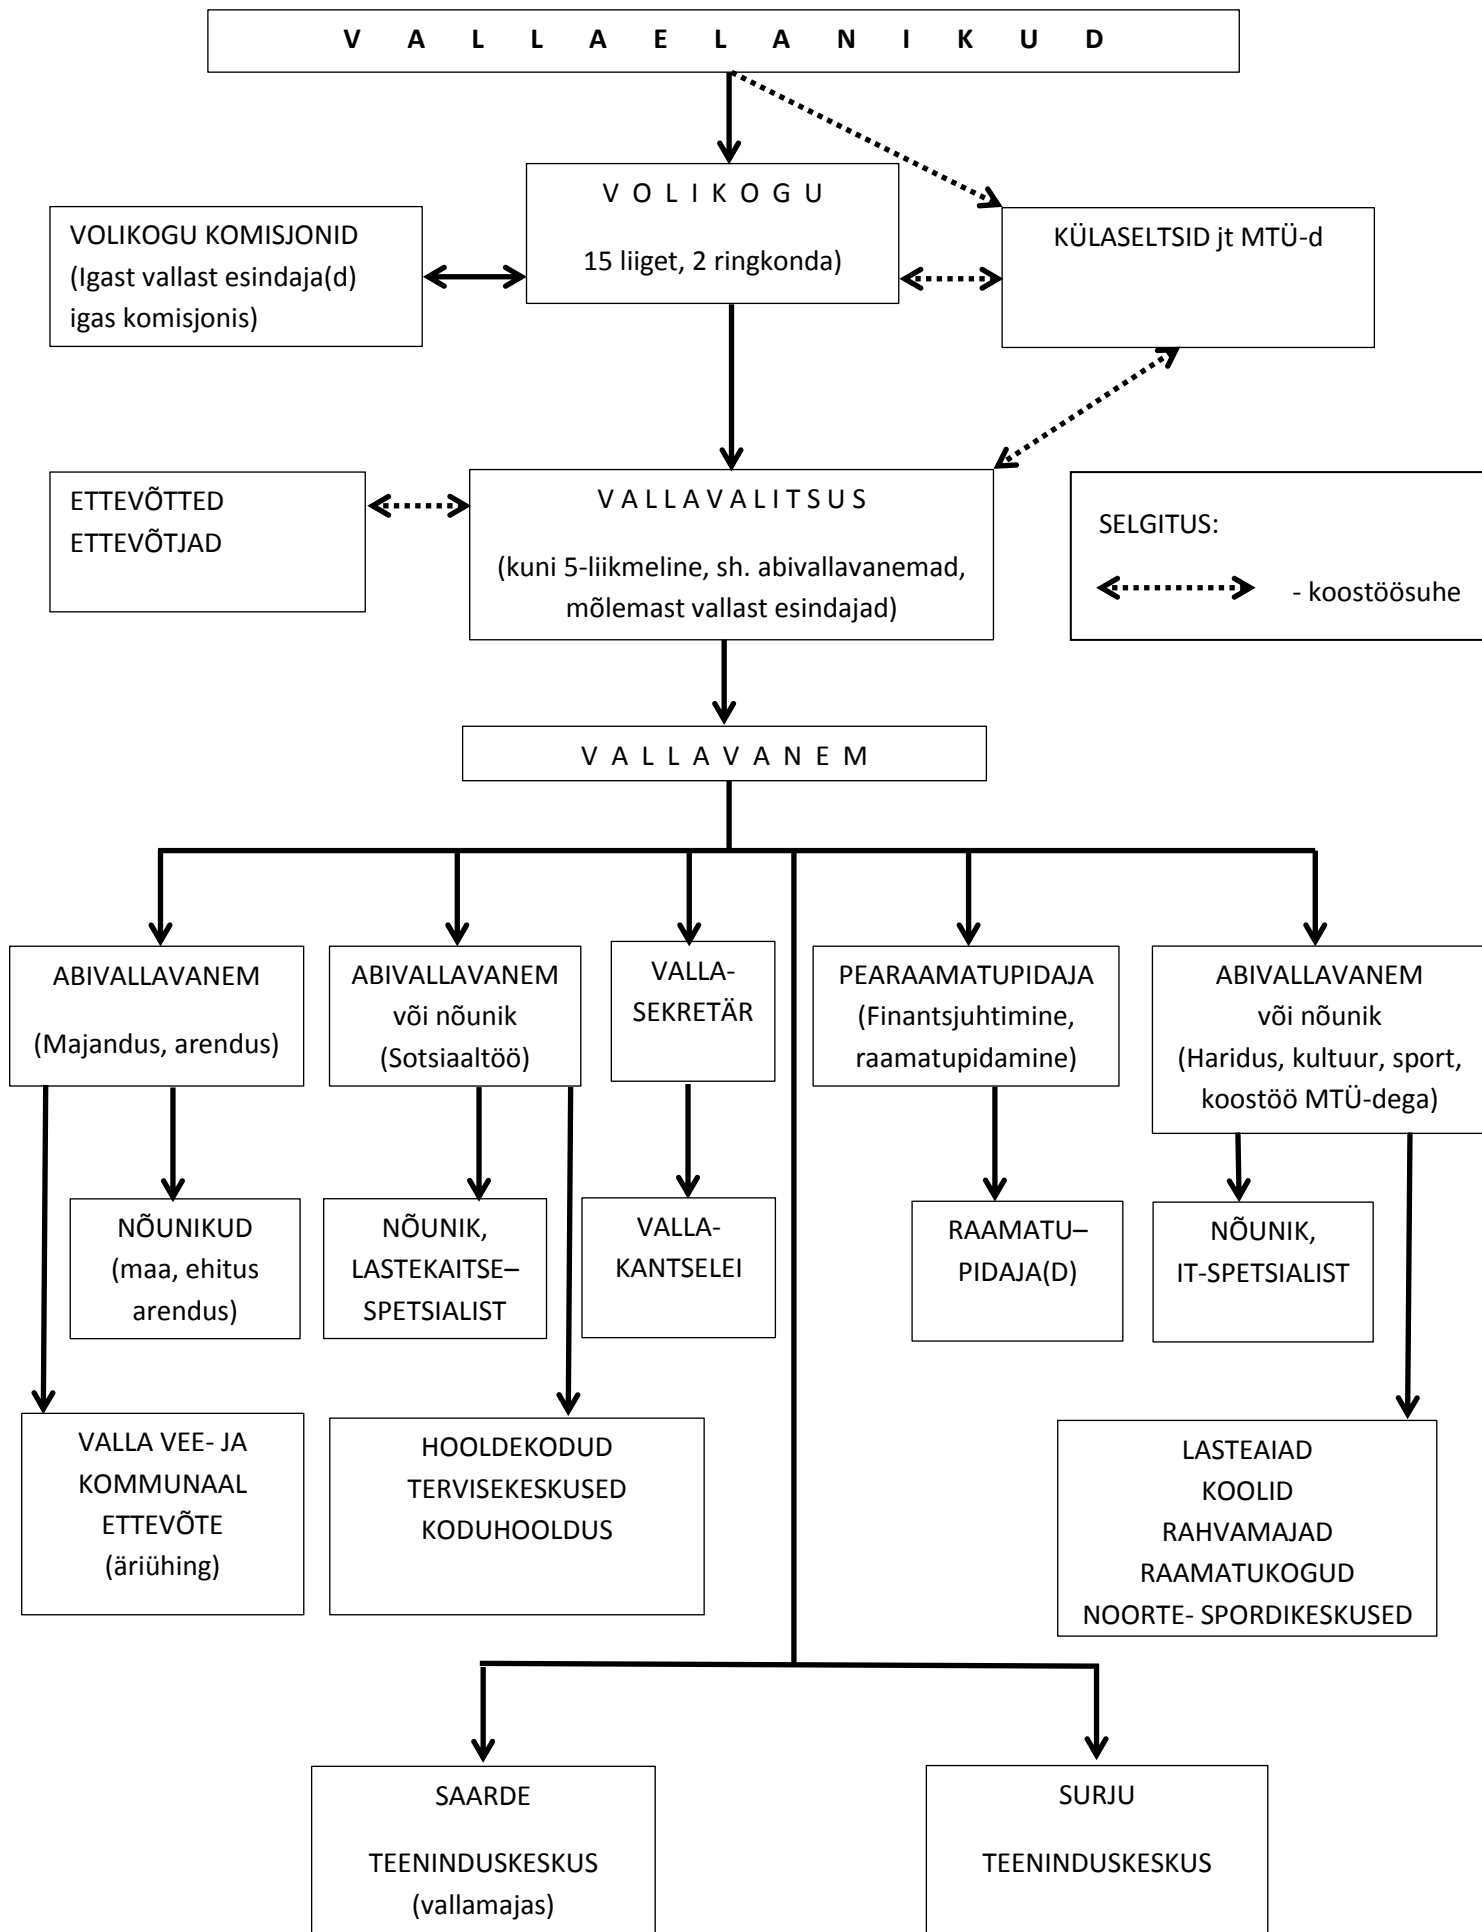 V A L L A E L A N I K U D
V O L I K O G U
15 liiget, 2 ringkonda)
VOLIKOGU KOMISJONID
(Igast vallast esindaja(d)
igas komisjonis)
KÜLASELTSID jt MTÜ-d
ETTEVÕTTED
ETTEVÕTJAD
V A L L A V A L I T S U S
(kuni 5-liikmeline, sh. abivallavanemad,
mõlemast vallast esindajad)
SELGITUS:
- koostöösuhe
V A L L A V A N E M
ABIVALLAVANEM
(Majandus, arendus)
ABIVALLAVANEM
või nõunik
(Sotsiaaltöö)
VALLA-
SEKRETÄR
PEARAAMATUPIDAJA
(Finantsjuhtimine,
raamatupidamine)
ABIVALLAVANEM
või nõunik
(Haridus, kultuur, sport,
koostöö MTÜ-dega)
NÕUNIKUD
(maa, ehitus
arendus)
NÕUNIK,
LASTEKAITSE–
SPETSIALIST
VALLA-
KANTSELEI
RAAMATU–
PIDAJA(D)
NÕUNIK,
IT-SPETSIALIST
VALLA VEE- JA
KOMMUNAAL
ETTEVÕTE
(äriühing)
HOOLDEKODUD
TERVISEKESKUSED
KODUHOOLDUS
LASTEAIAD
KOOLID
RAHVAMAJAD
RAAMATUKOGUD
NOORTE- SPORDIKESKUSED
SAARDE
TEENINDUSKESKUS
(vallamajas)
SURJU
TEENINDUSKESKUS